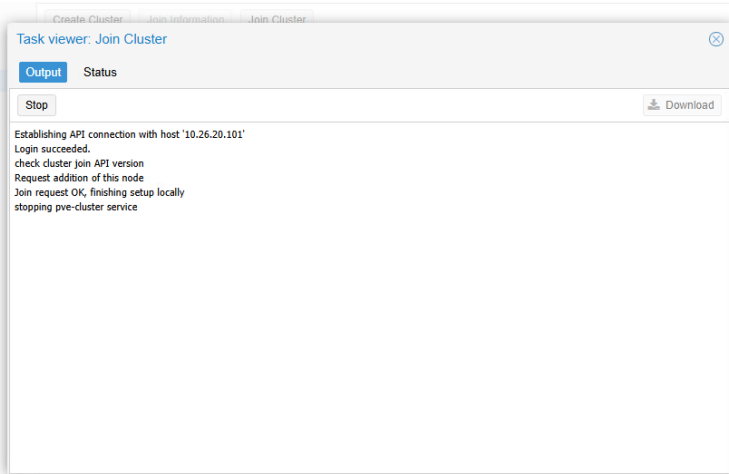 Create Cluster Join Information Join Cluster
Task viewer: Join Cluster
Output Status
Stop Download
Establishing API connection with host '10.26.20.101'
Login succeeded.
check cluster join API version
Request addition of this node
Join request OK, finishing setup locally
stopping pve-cluster service